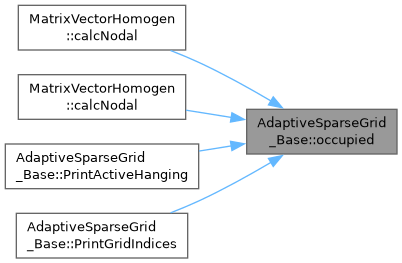 MatrixVectorHomogen
::calcNodal
MatrixVectorHomogen
::calcNodal
AdaptiveSparseGrid
_Base::PrintActiveHanging
AdaptiveSparseGrid
_Base::PrintGridIndices
AdaptiveSparseGrid
_Base::occupied